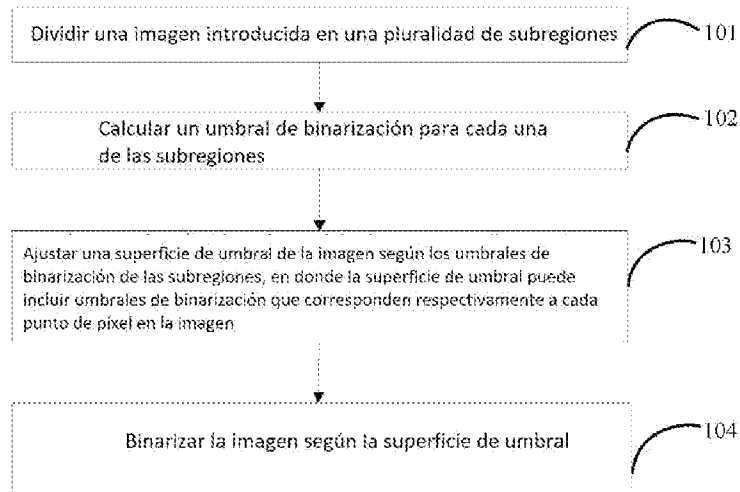 Dividir una imagen introducida en una pluralidad de subregiones
101
Calcular un umbral de binarización para cada una
de las subregiones
102
Ajustar una superficie de umbral de la imagen según los umbrales de
binarización de las subregiones, en donde la superficie de umbral puede
incluir umbrales de binarización que corresponden respectivamente a cada
punto de píxel en la imagen
103
Binarizar la imagen según la superficie de umbral
104